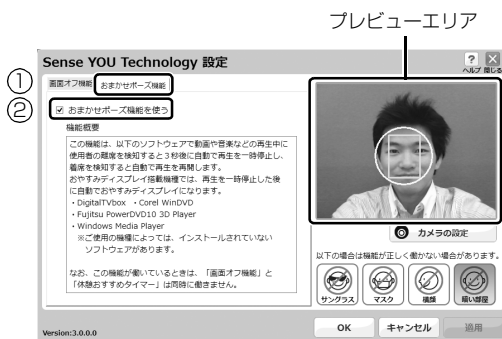 プレビューエリア
Sense YOU Technology 設定
? ×
ヘルプ 閉じる
① 画面オフ機能 おまかせポーズ機能
② ☑ おまかせポーズ機能を使う
機能概要
この機能は、以下のソフトウェアで動画や音楽などの再生中に
使用者の離席を検知すると3秒後に自動で再生を一時停止し、
着席を検知すると自動で再生を再開します。
おやすみディスプレイ搭載機種では、再生を一時停止した後
に自動でおやすみディスプレイになります。
・DigitalTVbox ・Corel WinDVD
・Fujitsu PowerDVD10 3D Player
・Windows Media Player
※ご使用の機種によっては、インストールされていない
ソフトウェアがあります。
なお、この機能が働いているときは、「画面オフ機能」と
「休憩おすすめタイマー」は同時に働きません。
カメラの設定
以下の場合は機能が正しく働かない場合があります。
サングラス マスク 横顔 暗い部屋
Version:3.0.0.0
OK キャンセル 適用